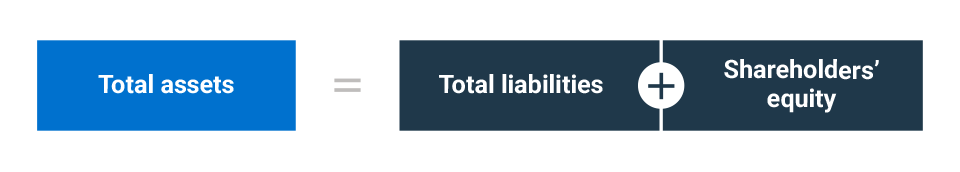 Total assets = Total liabilities + Shareholders’
equity